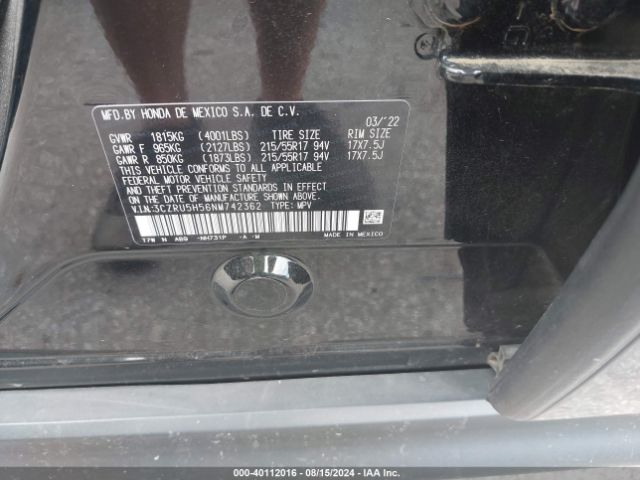 MFD.BY HONDA DE MEXICO S.A. DE C.V. 03/'22
GVWR 1815KG (4001LBS) TIRE SIZE RIM SIZE
GAWR F 965KG (2127LBS) 215/55R17 94V 17X7.5J
GAWR R 850KG (1873LBS) 215/55R17 94V 17X7.5J
THIS VEHICLE CONFORMS TO ALL APPLICABLE
FEDERAL MOTOR VEHICLE SAFETY
AND THEFT PREVENTION STANDARDS IN EFFECT
ON THE DATE OF MANUFACTURE SHOWN ABOVE.
V.I.N:3CZRU5H56NM742362 TYPE: MPV
T7W N AB0 -NH731P -A -M MADE IN MEXICO
000-40112016 - 08/15/2024 - IAA Inc.